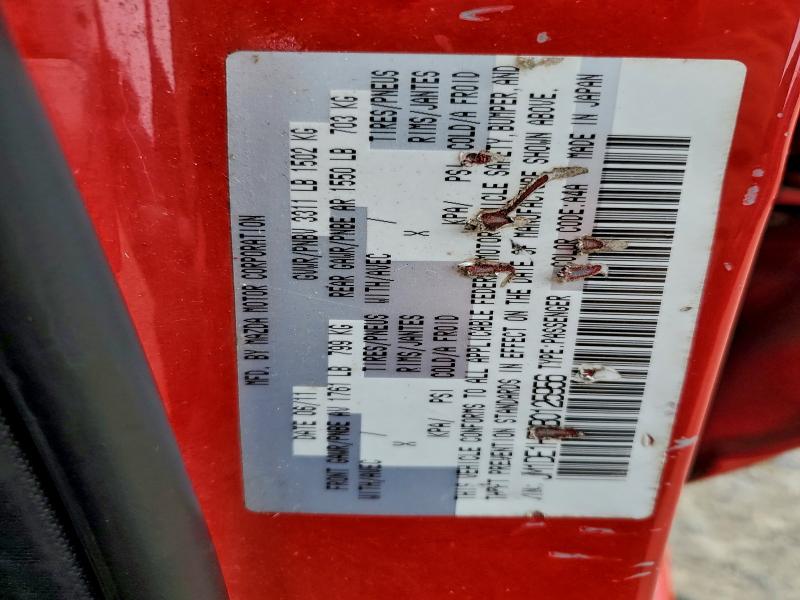 MFD. BY MAZDA MOTOR CORPORATION
DATE 06/11 GVWR/PNBV 3311 LB 1502 KG
FRONT GAWR/PNBE AV 1761 LB 799 KG REAR GAWR/PNBE AR 1550 LB 703 KG
WITH/AVEC / TIRES/PNEUS WITH/AVEC / TIRES/PNEUS
X RIMS/JANTES X RIMS/JANTES
KPA/ PSI COLD/A FROID KPA/ PSI COLD/A FROID
THIS VEHICLE CONFORMS TO ALL APPLICABLE FEDERAL MOTOR VEHICLE SAFETY BUMPER, AND
THEFT PREVENTION STANDARDS IN EFFECT ON THE DATE OF MANUFACTURE SHOWN ABOVE.
TYPE:PASSENGER COLOR CODE:A4A MADE IN JAPAN